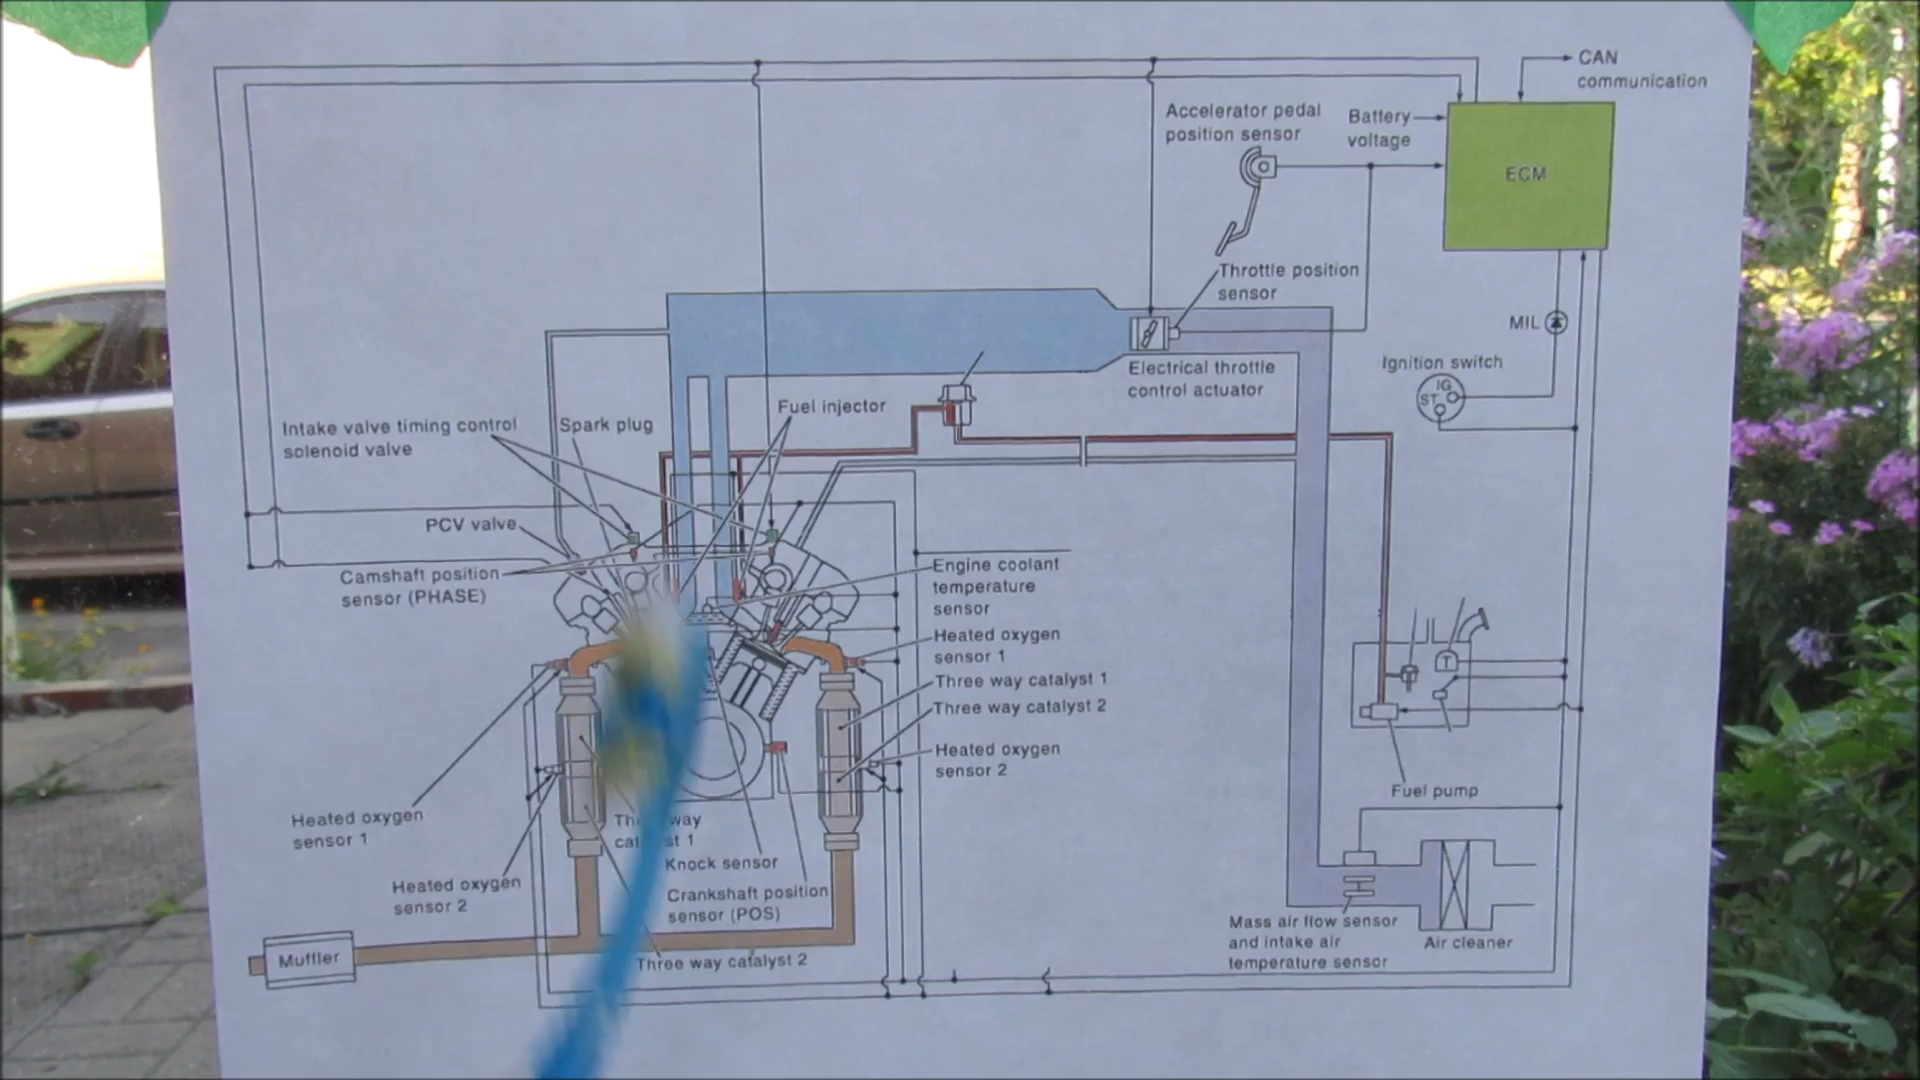 CAN
communication
Accelerator pedal
position sensor
Battery
voltage
ECM
Throttle position
sensor
MIL
Ignition switch
IG
ST
Electrical throttle
control actuator
Fuel injector
Intake valve timing control
solenoid valve
Spark plug
PCV valve
Camshaft position
sensor (PHASE)
Engine coolant
temperature
sensor
Heated oxygen
sensor 1
Three way catalyst 1
Three way catalyst 2
Heated oxygen
sensor 2
T
Fuel pump
Heated oxygen
sensor 1
Heated oxygen
sensor 2
way
1
Knock sensor
Crankshaft position
sensor (POS)
Three way catalyst 2
Muffler
Mass air flow sensor
and intake air
temperature sensor
Air cleaner